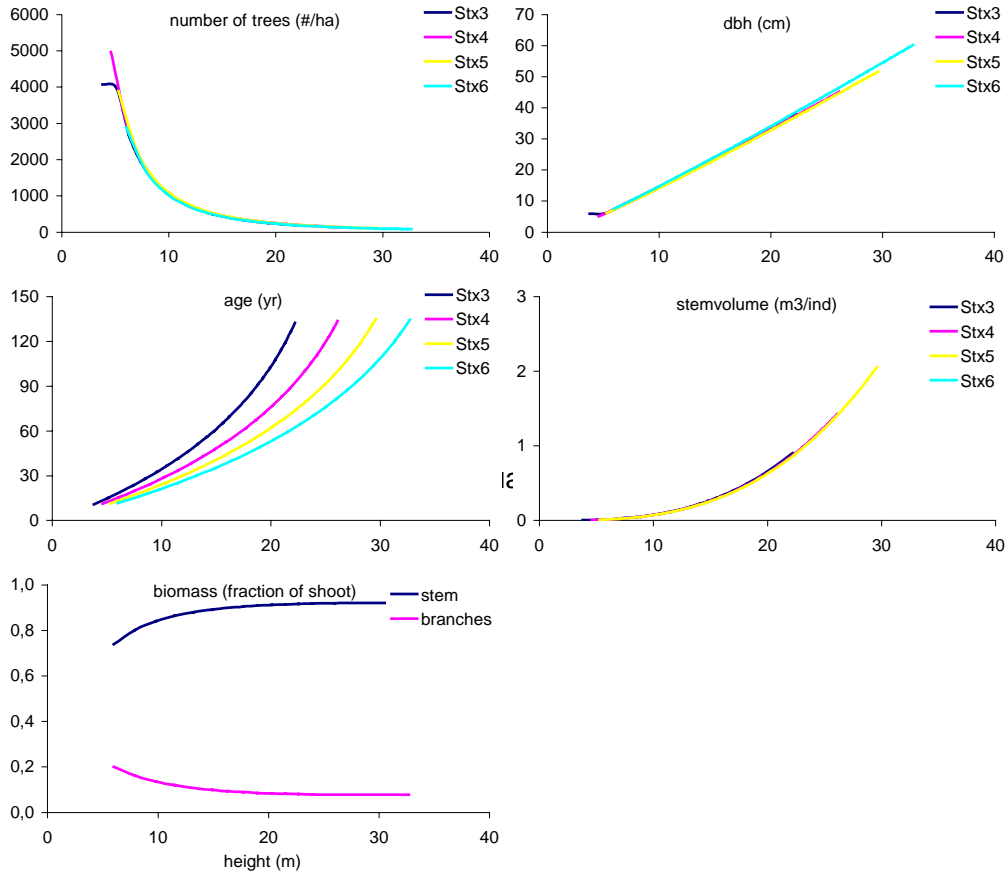 number of trees (#/ha)
6000
5000
4000
3000
2000
1000
0
0 10 20 30 40
Stx3
Stx4
Stx5
Stx6
dbh (cm)
70
60
50
40
30
20
10
0
0 10 20 30 40
Stx3
Stx4
Stx5
Stx6
age (yr)
150
120
90
60
30
0
0 10 20 30 40
Stx3
Stx4
Stx5
Stx6
stemvolume (m3/ind)
3
2
1
0
0 10 20 30 40
Stx3
Stx4
Stx5
Stx6
biomass (fraction of shoot)
1,0
0,8
0,6
0,4
0,2
0,0
0 10 20 30 40
height (m)
stem
branches